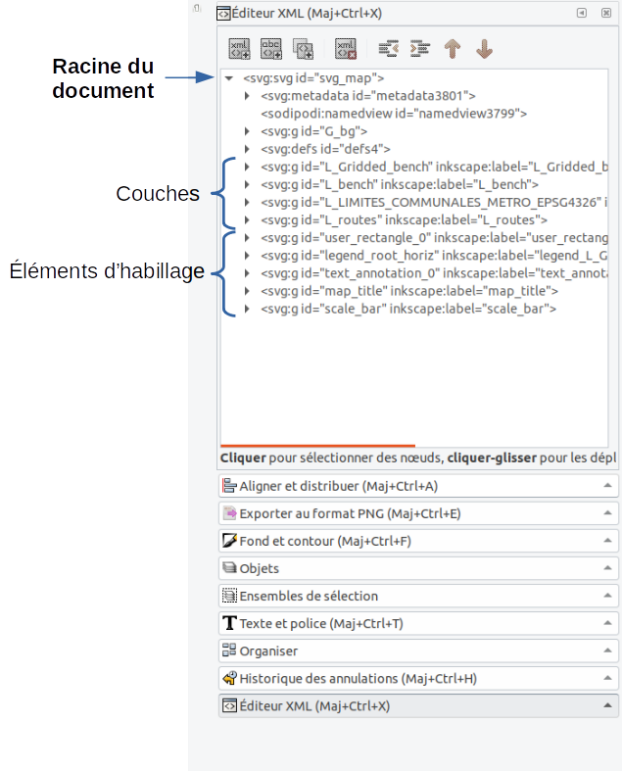 Éditeur XML (Maj+Ctrl+X)
xml abc xml
Racine du
document
<svg:svg id="svg_map">
<svg:metadata id="metadata3801">
<sodipodi:namedview id="namedview3799">
<svg:g id="G_bg">
<svg:defs id="defs4">
Couches
<svg:g id="L_Gridded_bench" inkscape:label="L_Gridded_b
<svg:g id="L_bench" inkscape:label="L_bench">
<svg:g id="L_LIMITES_COMMUNALES_METRO_EPSG4326" i
<svg:g id="L_routes" inkscape:label="L_routes">
Éléments d'habillage
<svg:g id="user_rectangle_0" inkscape:label="user_rectang
<svg:g id="legend_root_horiz" inkscape:label="legend_L_G
<svg:g id="text_annotation_0" inkscape:label="text_annota
<svg:g id="map_title" inkscape:label="map_title">
<svg:g id="scale_bar" inkscape:label="scale_bar">
Cliquer pour sélectionner des nœuds, cliquer-glisser pour les dépl
Aligner et distribuer (Maj+Ctrl+A)
Exporter au format PNG (Maj+Ctrl+E)
Fond et contour (Maj+Ctrl+F)
Objets
Ensembles de sélection
Texte et police (Maj+Ctrl+T)
Organiser
Historique des annulations (Maj+Ctrl+H)
Éditeur XML (Maj+Ctrl+X)